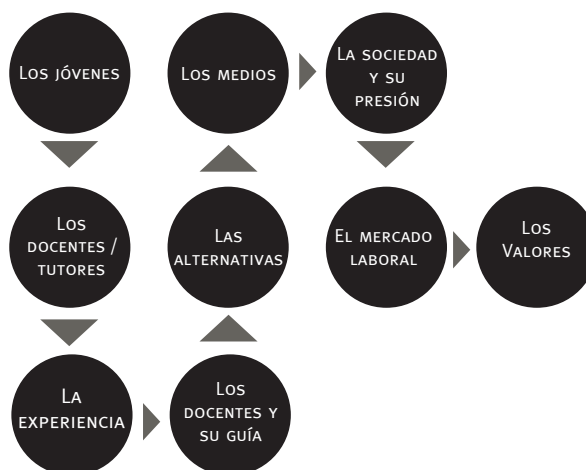 Los jóvenes
Los
docentes /
tutores
La
experiencia
Los
docentes y
su guía
Las
alternativas
Los medios
La sociedad
y su
presión
El mercado
laboral
Los
Valores